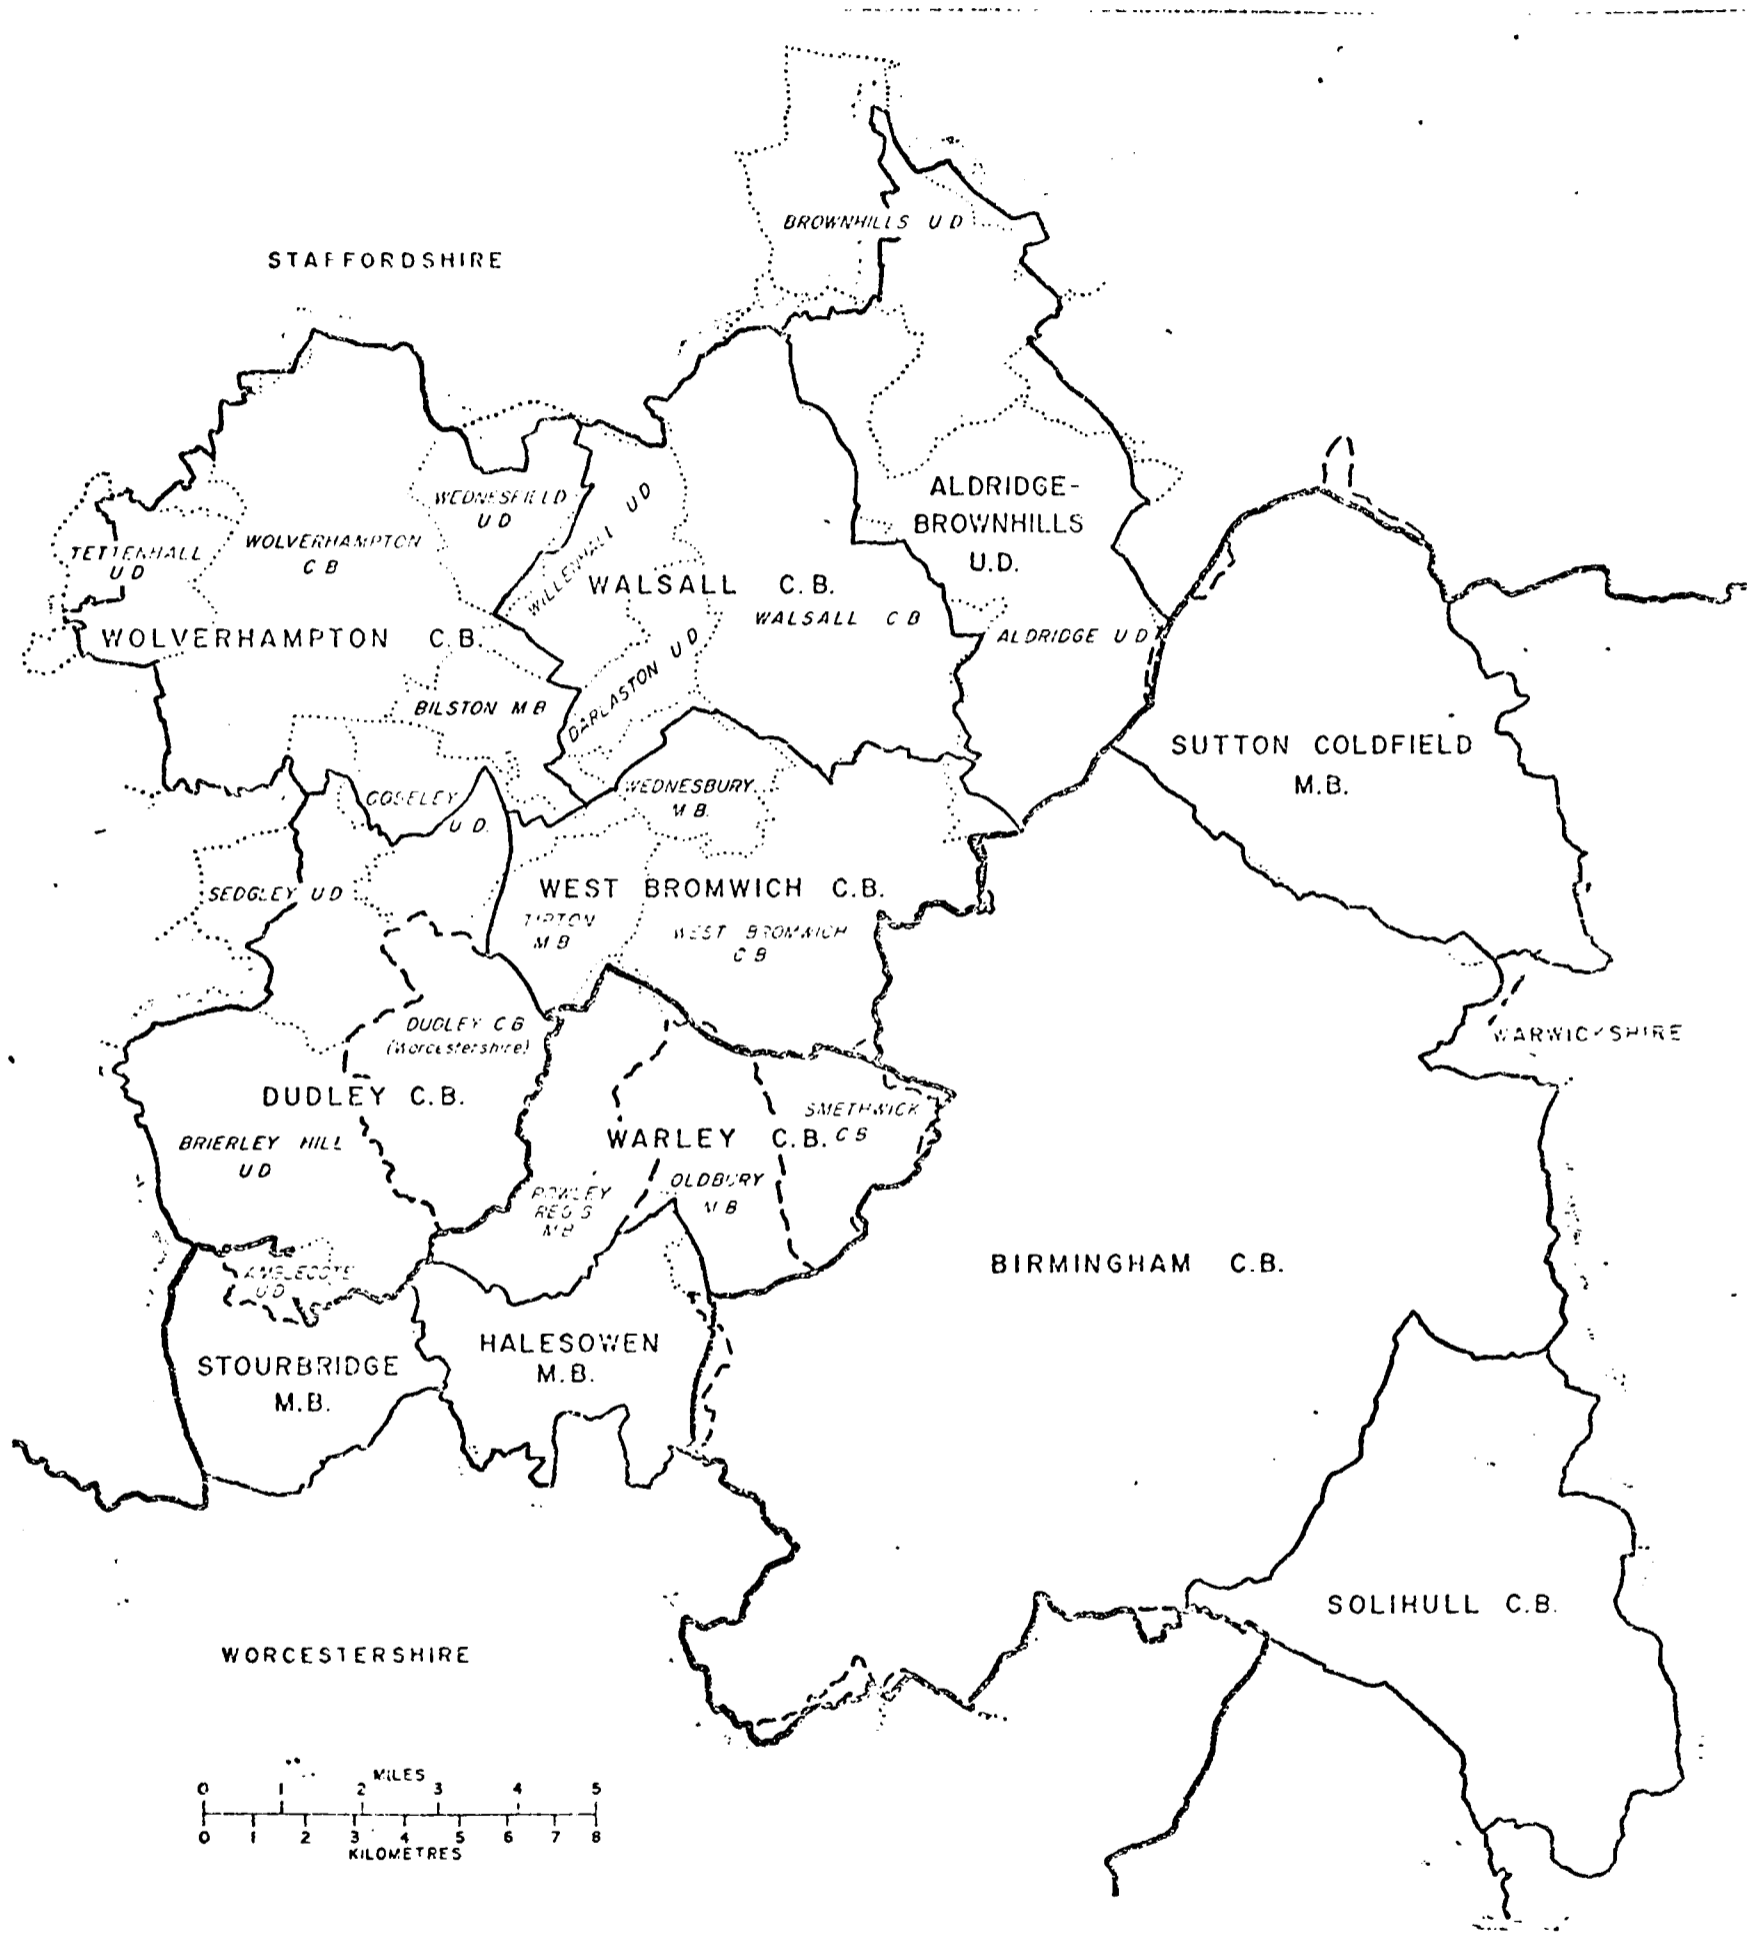 BROWNHILLS U D
STAFFORDSHIRE
ALDRIDGE-
BROWNHILLS
U.D.
WEDNESFIELD
U D
WILLENHALL U D
WOLVERHAMPTON
C B
TETTENHALL
U D
WALSALL C.B.
WALSALL C B
WOLVERHAMPTON C.B.
ALDRIDGE U D
DARLASTON U D
BILSTON M B
SUTTON COLDFIELD
M.B.
COSELEY
U D.
WEDNESBURY
M B.
SEDGLEY U D
WEST BROMWICH C.B.
TIPTON
M B
WEST BROMWICH
C B
DUDLEY C B
(Worcestershire)
WARWICKSHIRE
DUDLEY C.B.
SMETHWICK
C B
WARLEY C.B.
BRIERLEY HILL
U D
OLDBURY
M B
ROWLEY
REGIS
M B
AMBLECOTE
U D
BIRMINGHAM C.B.
HALESOWEN
M.B.
STOURBRIDGE
M.B.
SOLIHULL C.B.
WORCESTERSHIRE
MILES
0 1 2 3 4 5
0 1 2 3 4 5 6 7 8
KILOMETRES